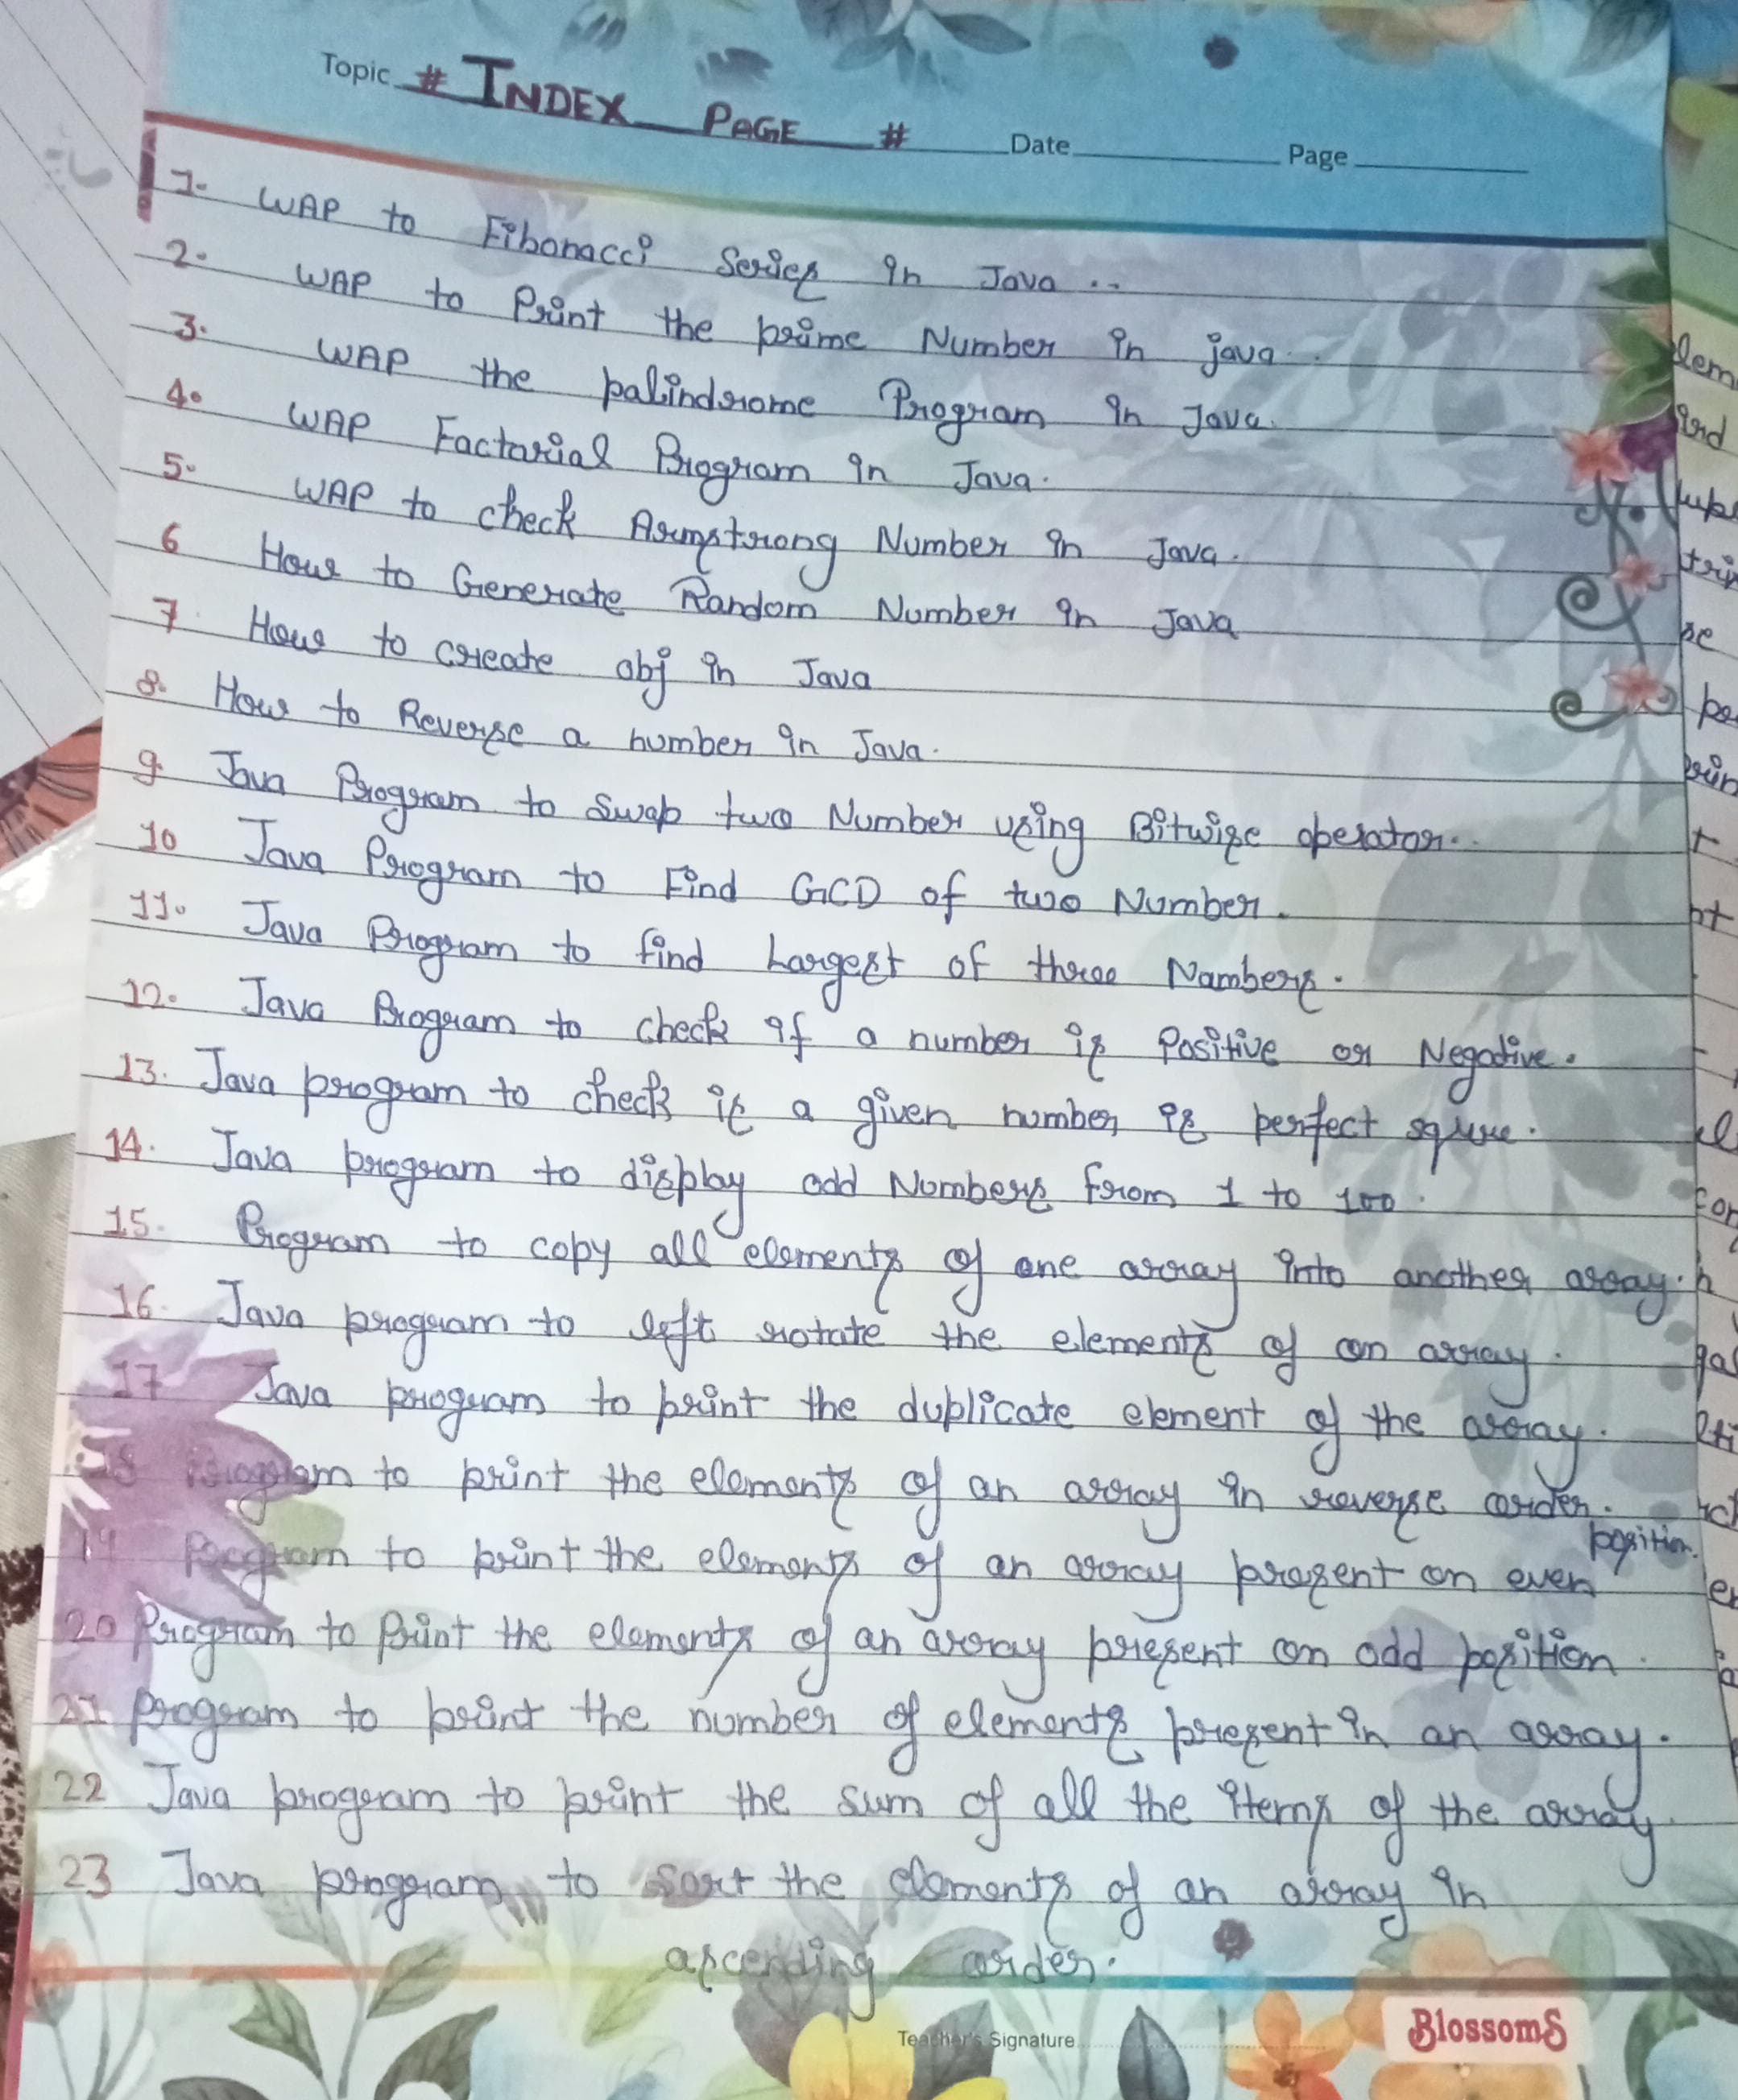 Topic # INDEX PAGE # Date Page
1. WAP to Fibonacci Series in Java ..
2. WAP to Print the prime Number in java ..
3. WAP the palindrome Program in Java.
4. WAP Factarial Program in Java.
5. WAP to check Armstrong Number in Java.
6 How to Generate Random Number in Java
7. How to create obj in Java
8. How to Reverse a number in Java.
9. Java Program to Swap two Number using Bitwise operator..
10 Java Program to Find GCD of two Number.
11. Java Program to find Largest of three Nambers.
12. Java Program to check if a number is Positive or Negative.
13. Java program to check if a given number is perfect squre.
14. Java program to display odd Numbers from 1 to 100.
15. Program to copy all elements of one array into another array.
16. Java program to left rotate the elements of an array.
17 Java program to print the duplicate element of the array.
18 Program to print the elements of an array in reverse order.
19 Program to print the elements of an array present on even position.
20 Program to Print the elements of an array present on odd position.
21 program to print the number of elements present in an array.
22 Java program to print the sum of all the items of the array.
23 Java program to sort the elements of an array in
ascending order.
Teacher's Signature
BlossomS